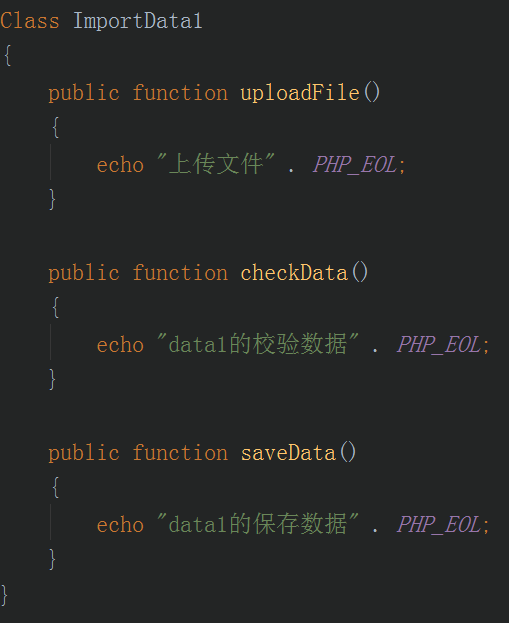 Class ImportData1
{
    public function uploadFile()
    {
        echo "上传文件" . PHP_EOL;
    }

    public function checkData()
    {
        echo "data1的校验数据" . PHP_EOL;
    }

    public function saveData()
    {
        echo "data1的保存数据" . PHP_EOL;
    }
}